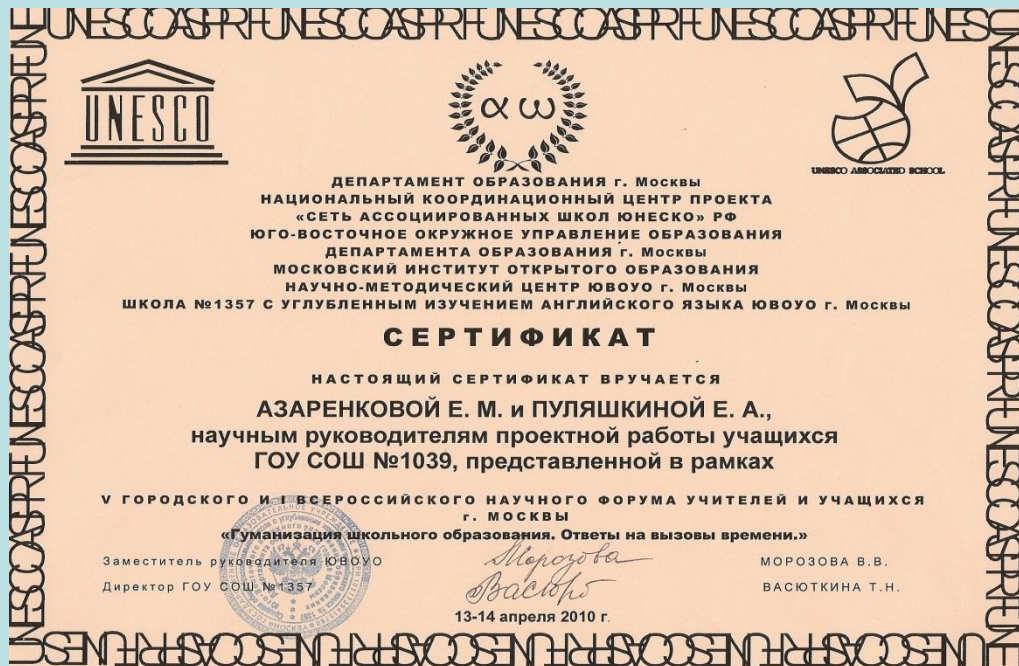 UNESCO
α ω
UNESCO ASSOCIATED SCHOOL
ДЕПАРТАМЕНТ ОБРАЗОВАНИЯ г. Москвы
НАЦИОНАЛЬНЫЙ КООРДИНАЦИОННЫЙ ЦЕНТР ПРОЕКТА
«СЕТЬ АССОЦИИРОВАННЫХ ШКОЛ ЮНЕСКО» РФ
ЮГО-ВОСТОЧНОЕ ОКРУЖНОЕ УПРАВЛЕНИЕ ОБРАЗОВАНИЯ
ДЕПАРТАМЕНТА ОБРАЗОВАНИЯ г. Москвы
МОСКОВСКИЙ ИНСТИТУТ ОТКРЫТОГО ОБРАЗОВАНИЯ
НАУЧНО-МЕТОДИЧЕСКИЙ ЦЕНТР ЮВОУО г. Москвы
ШКОЛА №1357 С УГЛУБЛЕННЫМ ИЗУЧЕНИЕМ АНГЛИЙСКОГО ЯЗЫКА ЮВОУО г. Москвы
СЕРТИФИКАТ
НАСТОЯЩИЙ СЕРТИФИКАТ ВРУЧАЕТСЯ
АЗАРЕНКОВОЙ Е. М. и ПУЛЯШКИНОЙ Е. А.,
научным руководителям проектной работы учащихся
ГОУ СОШ №1039, представленной в рамках
V ГОРОДСКОГО И I ВСЕРОССИЙСКОГО НАУЧНОГО ФОРУМА УЧИТЕЛЕЙ И УЧАЩИХСЯ
г. МОСКВЫ
«Гуманизация школьного образования. Ответы на вызовы времени.»
Заместитель руководителя ЮВОУО Морозова МОРОЗОВА В.В.
Директор ГОУ СОШ №1357 ВАСЮТКИНА Т.Н.
13-14 апреля 2010 г.